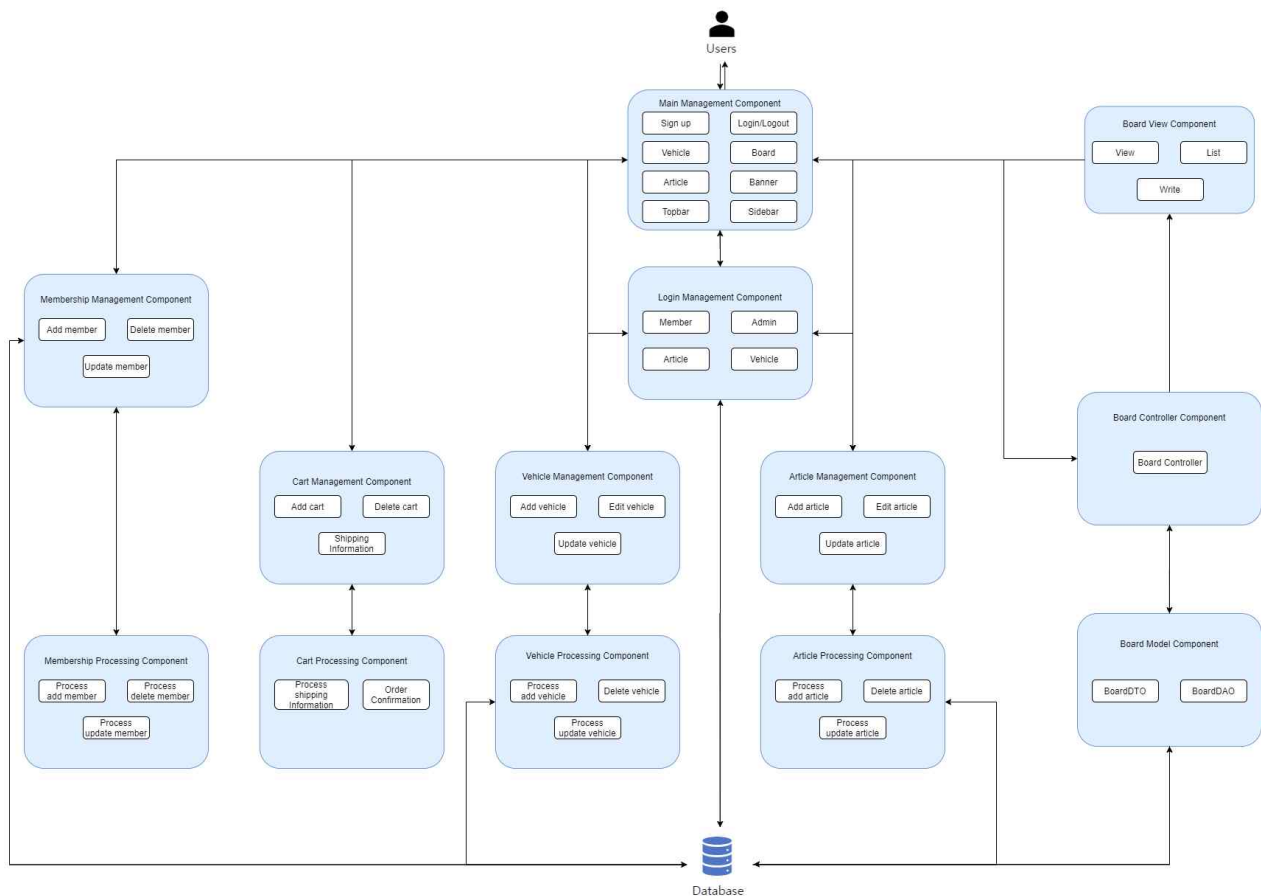 Users
Main Management Component
Sign up
Login/Logout
Vehicle
Board
Article
Banner
Topbar
Sidebar
Board View Component
View
List
Write
Membership Management Component
Add member
Delete member
Update member
Login Management Component
Member
Admin
Article
Vehicle
Cart Management Component
Add cart
Delete cart
Shipping
Information
Vehicle Management Component
Add vehicle
Edit vehicle
Update vehicle
Article Management Component
Add article
Edit article
Update article
Board Controller Component
Board Controller
Membership Processing Component
Process
add member
Process
delete member
Process
update member
Cart Processing Component
Process
shipping
Information
Order
Confirmation
Vehicle Processing Component
Process
add vehicle
Delete vehicle
Process
update vehicle
Article Processing Component
Process
add article
Delete article
Process
update article
Board Model Component
BoardDTO
BoardDAO
Database